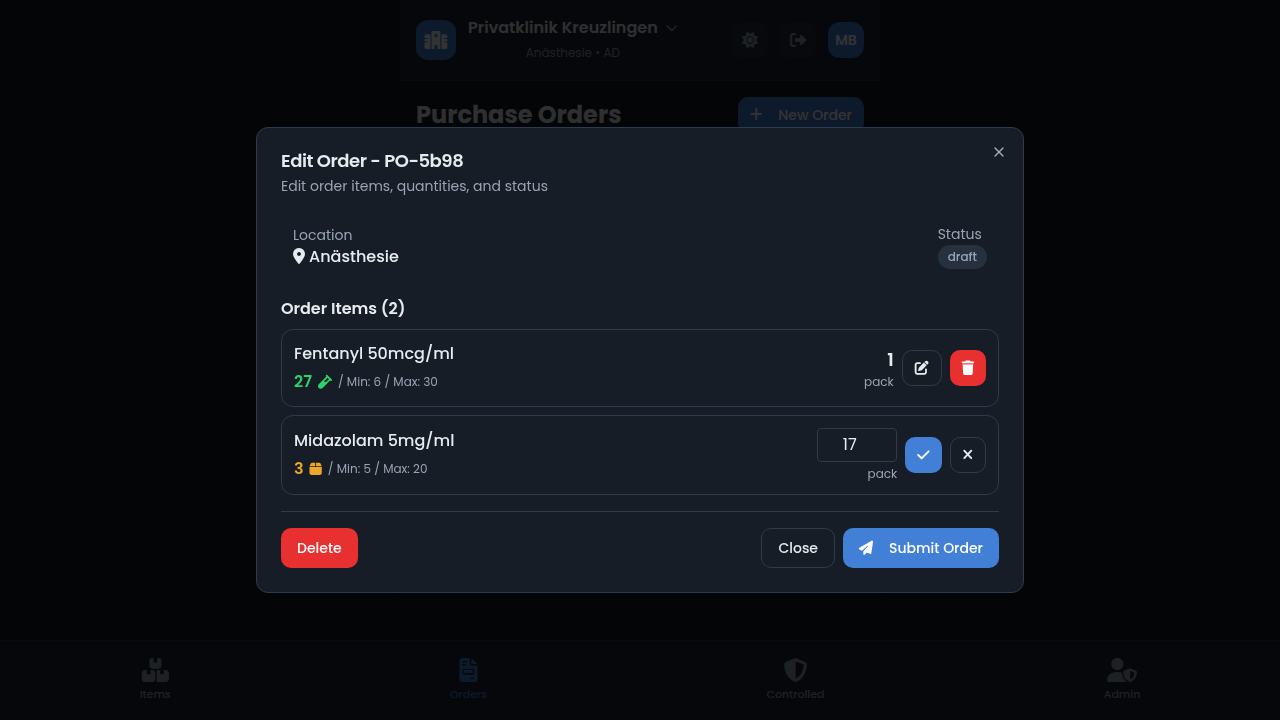 Privatklinik Kreuzlingen
Anästhesie • AD
MB
Purchase Orders
New Order
Edit Order - PO-5b98
Edit order items, quantities, and status
Location
Status
Anästhesie
draft
Order Items (2)
Fentanyl 50mcg/ml
1
27 / Min: 6 / Max: 30
pack
Midazolam 5mg/ml
17
3 / Min: 5 / Max: 20
pack
Delete
Close
Submit Order
Items
Orders
Controlled
Admin